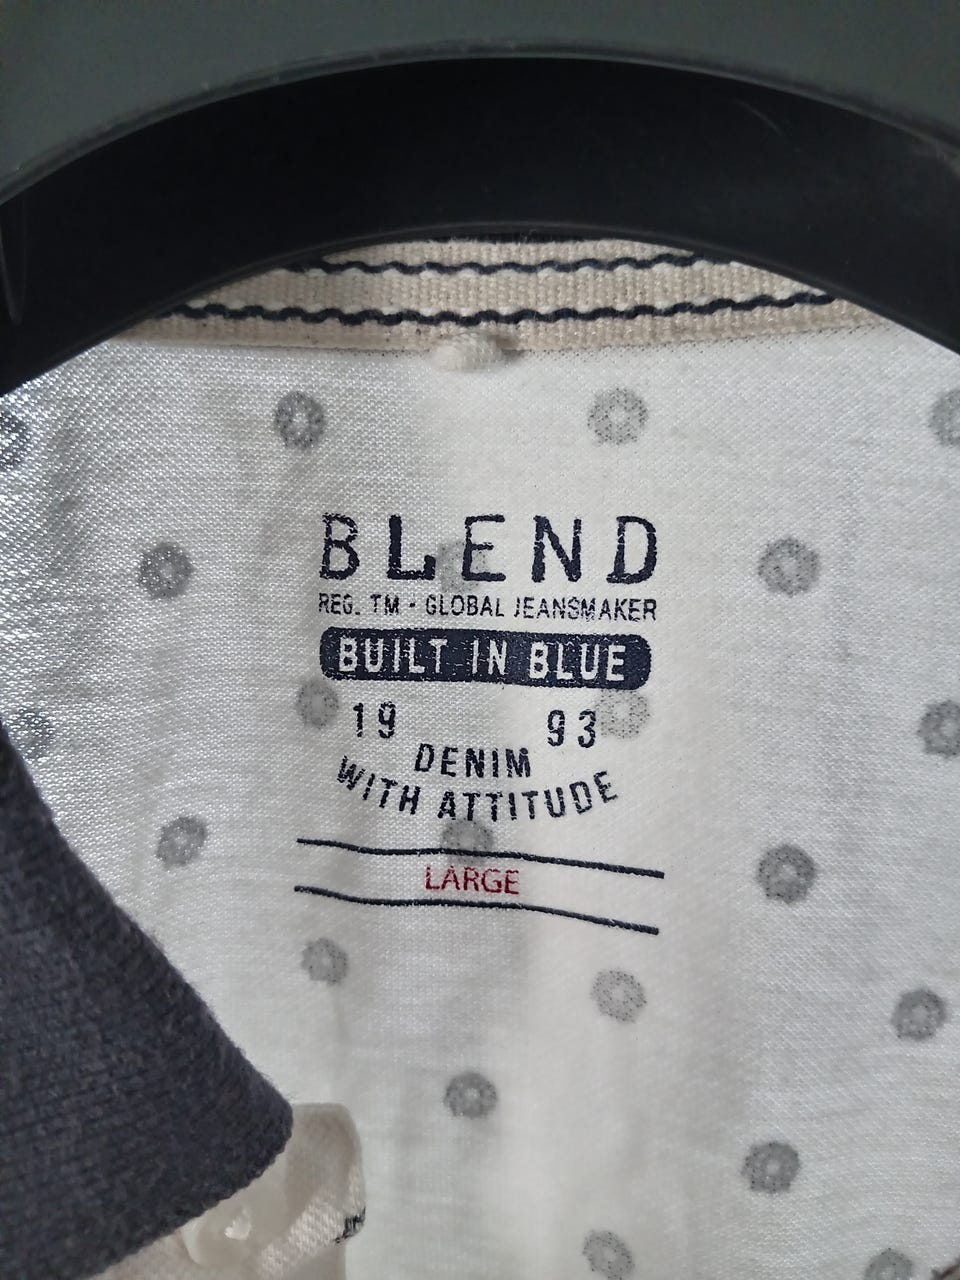 BLEND
REG. TM · GLOBAL JEANSMAKER
BUILT IN BLUE
19 93
DENIM
WITH ATTITUDE
LARGE